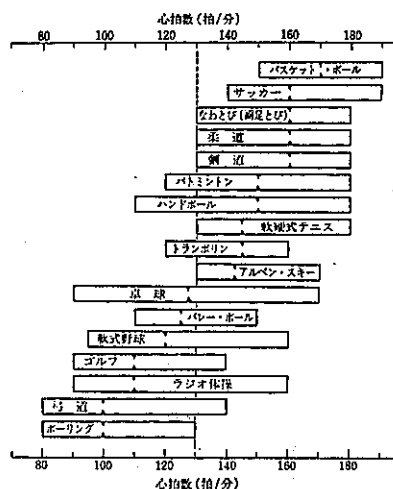 心拍数(拍/分)
80 100 120 140 160 180
バスケット・ボール
サッカー
なわとび(両足とび)
柔道
剣道
バトミントン
ハンドボール
軟硬式テニス
トランポリン
アルペン・スキー
卓球
バレー・ボール
軟式野球
ゴルフ
ラジオ体操
弓道
ボーリング
80 100 120 140 160 180
心拍数(拍/分)